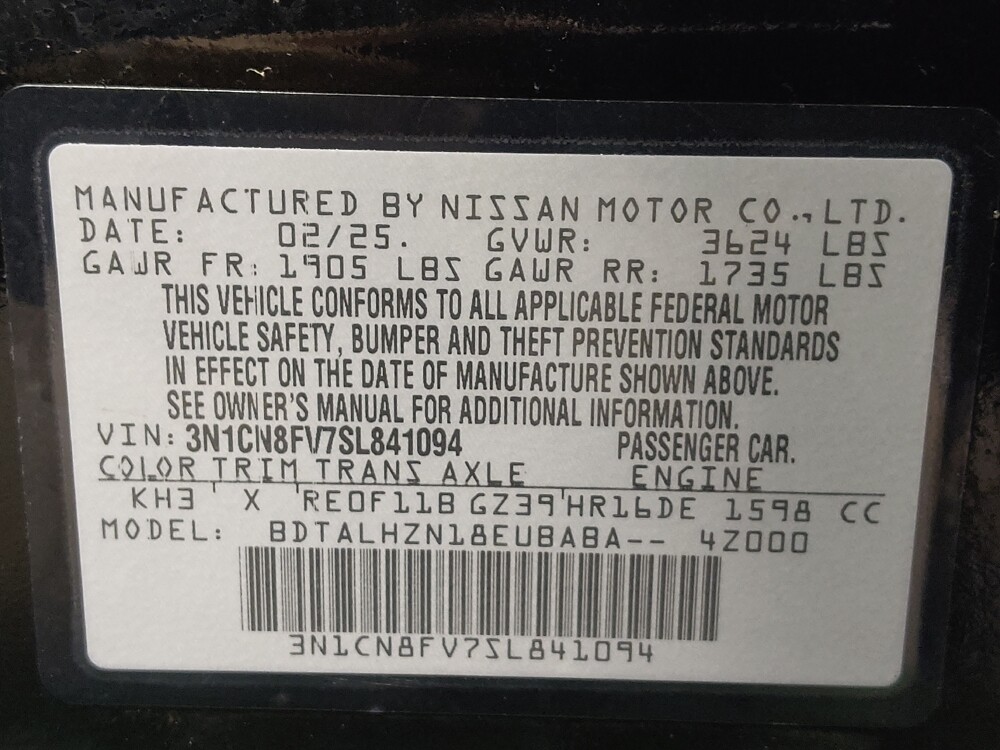 MANUFACTURED BY NISSAN MOTOR CO., LTD.
DATE: 02/25. GVWR: 3624 LBS
GAWR FR: 1905 LBS GAWR RR: 1735 LBS
THIS VEHICLE CONFORMS TO ALL APPLICABLE FEDERAL MOTOR
VEHICLE SAFETY, BUMPER AND THEFT PREVENTION STANDARDS
IN EFFECT ON THE DATE OF MANUFACTURE SHOWN ABOVE.
SEE OWNER'S MANUAL FOR ADDITIONAL INFORMATION.
VIN: 3N1CN8FV7SL841094 PASSENGER CAR.
COLOR TRIM TRANS AXLE ENGINE
KH3 ' X 'RE0F11B GZ39'HR16DE 1598 CC
MODEL: BDTALHZN18EUBABA-- 4Z000
3N1CN8FV7SL841094